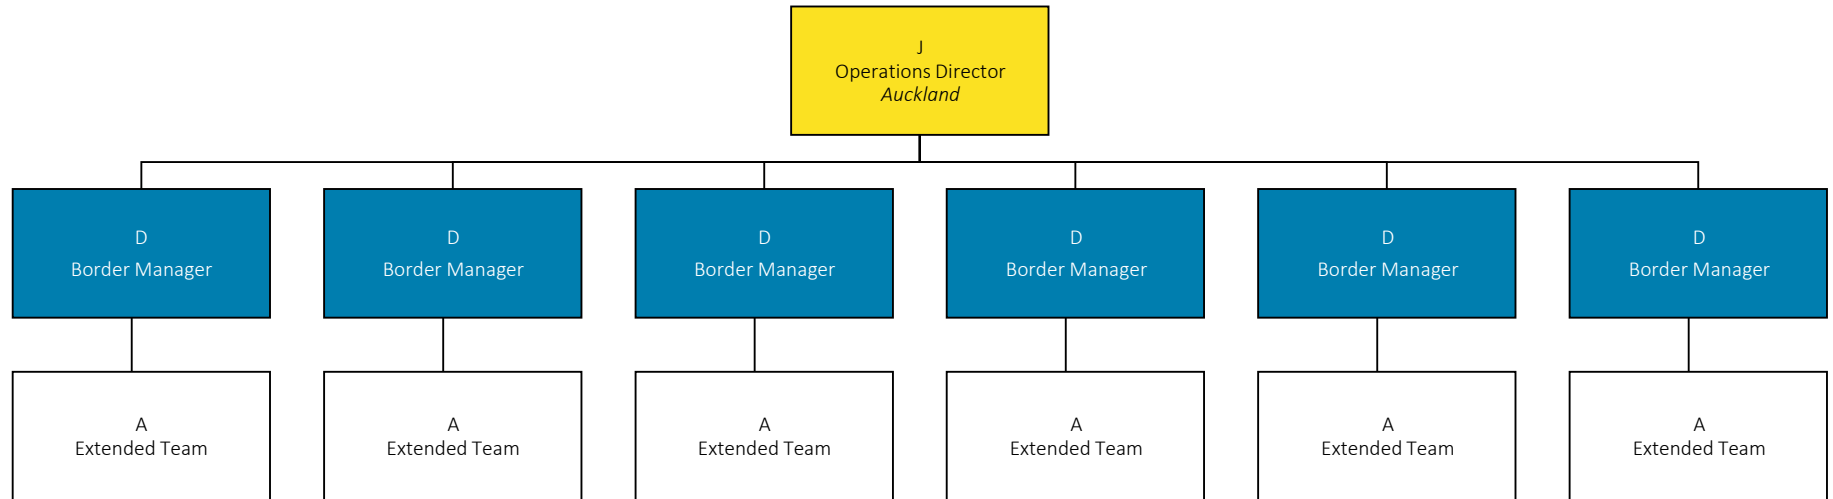 J
Operations Director
Auckland
D
Border Manager
D
Border Manager
D
Border Manager
D
Border Manager
D
Border Manager
D
Border Manager
A
Extended Team
A
Extended Team
A
Extended Team
A
Extended Team
A
Extended Team
A
Extended Team